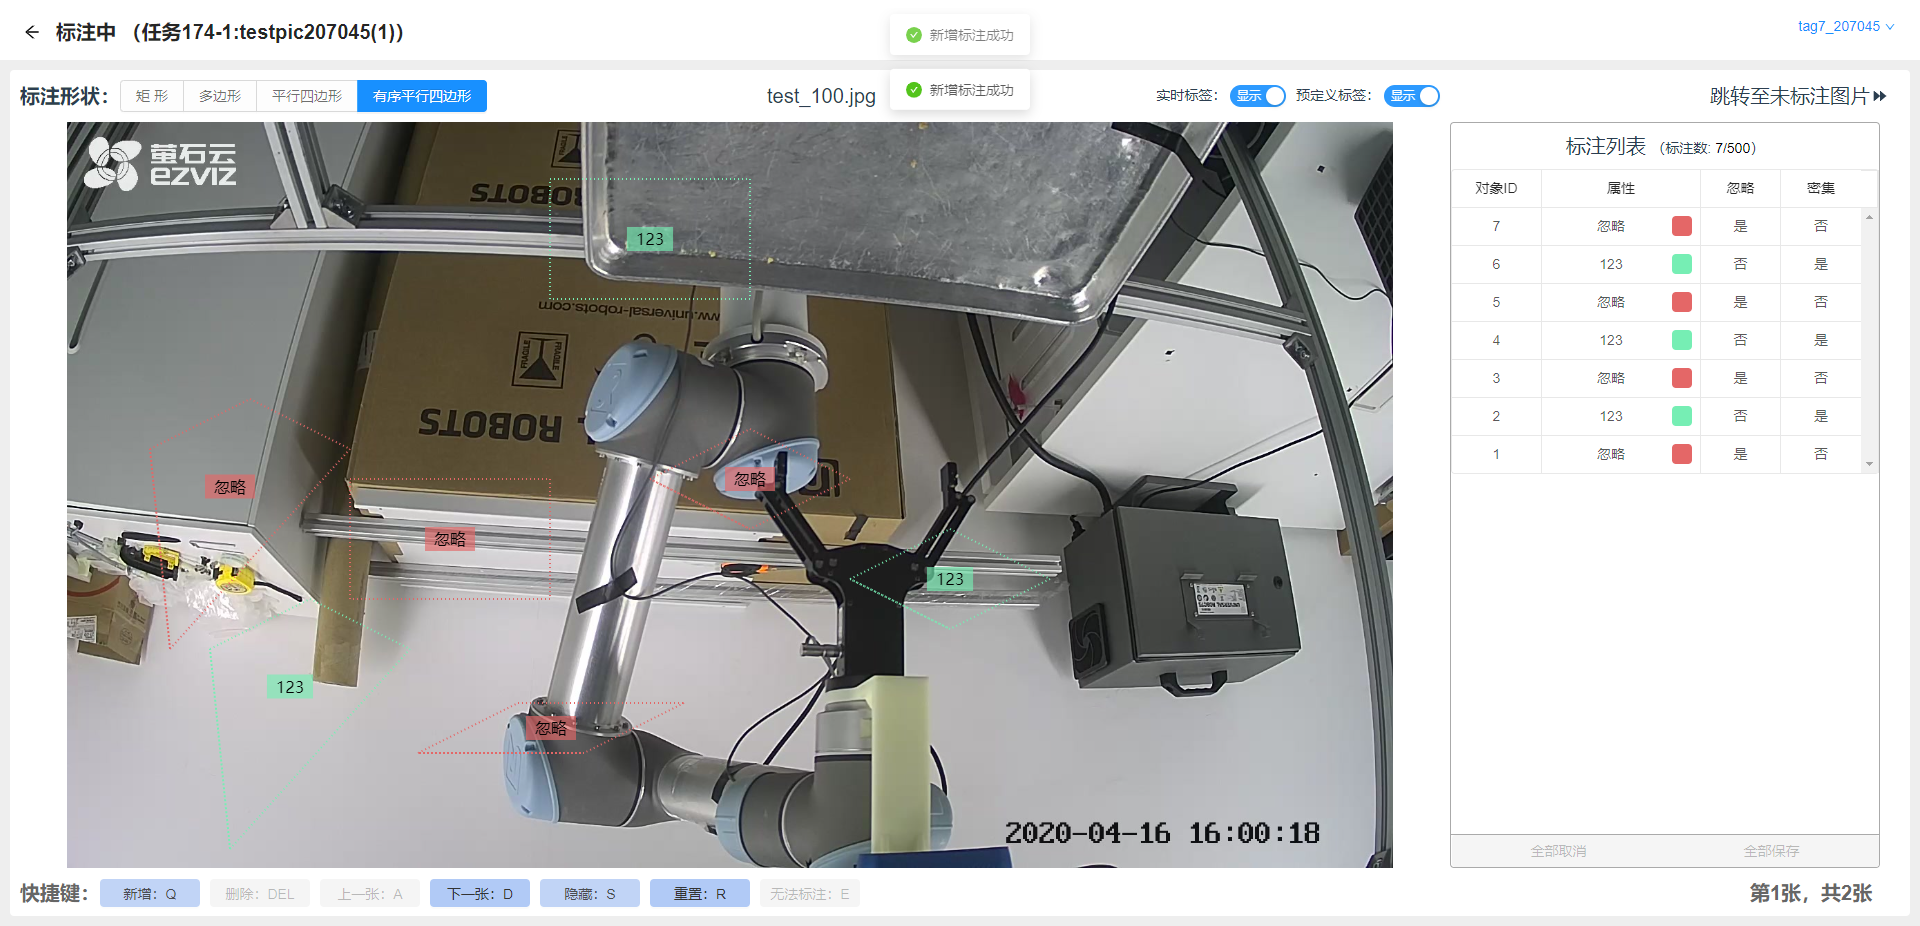 标注中 （任务174-1:testpic207045(1)）
新增标注成功
tag7_207045
标注形状：
矩 形
多边形
平行四边形
有序平行四边形
test_100.jpg
新增标注成功
实时标签：
显示
预定义标签：
显示
跳转至未标注图片
萤石云
ezviz
ROBOTS
123
www.universal-robots.com
FRAGILE
FRAGILE
ROBOTS
忽略
忽略
忽略
123
123
忽略
UNIVERSAL ROBOTS
2020-04-16 16:00:18
标注列表 （标注数: 7/500）
对象ID 属性 忽略 密集
7 忽略 是 否
6 123 否 是
5 忽略 是 否
4 123 否 是
3 忽略 是 否
2 123 否 是
1 忽略 是 否
全部取消 全部保存
快捷键：
新增：Q
删除：DEL
上一张：A
下一张：D
隐藏：S
重置：R
无法标注：E
第1张，共2张